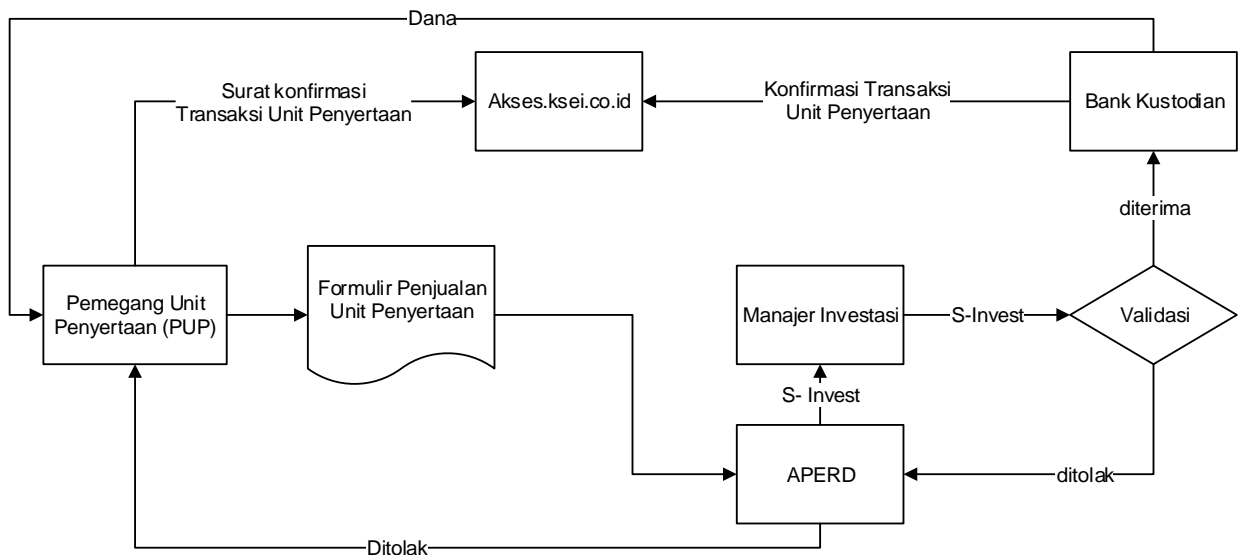 Dana
Surat konfirmasi
Transaksi Unit Penyertaan
Akses.ksei.co.id
Konfirmasi Transaksi
Unit Penyertaan
Bank Kustodian
diterima
Pemegang Unit
Penyertaan (PUP)
Formulir Penjualan
Unit Penyertaan
Manajer Investasi
S-Invest
Validasi
S- Invest
APERD
ditolak
Ditolak